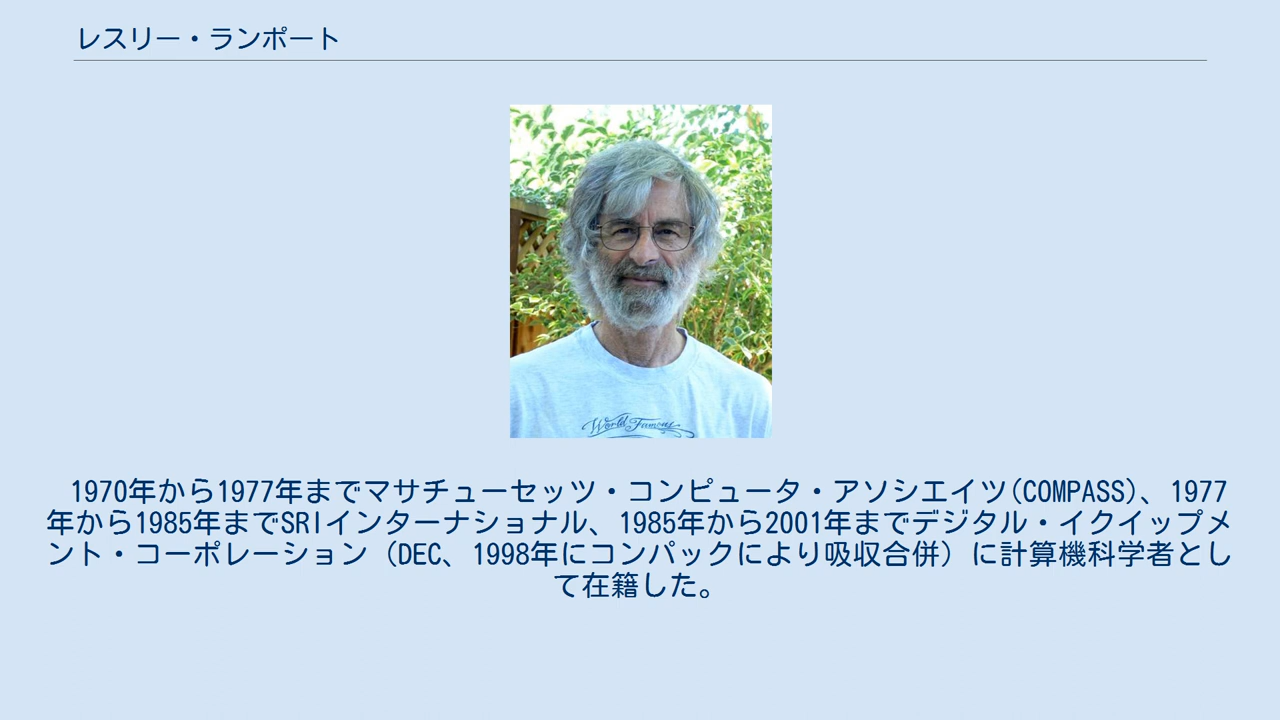 レスリー・ランポート
World Famous
1970年から1977年までマサチューセッツ・コンピュータ・アソシエイツ(COMPASS)、1977
年から1985年までSRIインターナショナル、1985年から2001年までデジタル・イクイップメ
ント・コーポレーション（DEC、1998年にコンパックにより吸収合併）に計算機科学者とし
て在籍した。